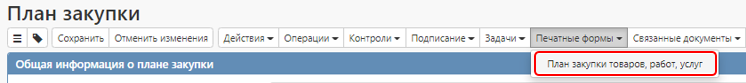 План закупки
Сохранить Отменить изменения Действия Операции Контроли Подписание Задачи Печатные формы Связанные документы
Общая информация о плане закупки
План закупки товаров, работ, услуг